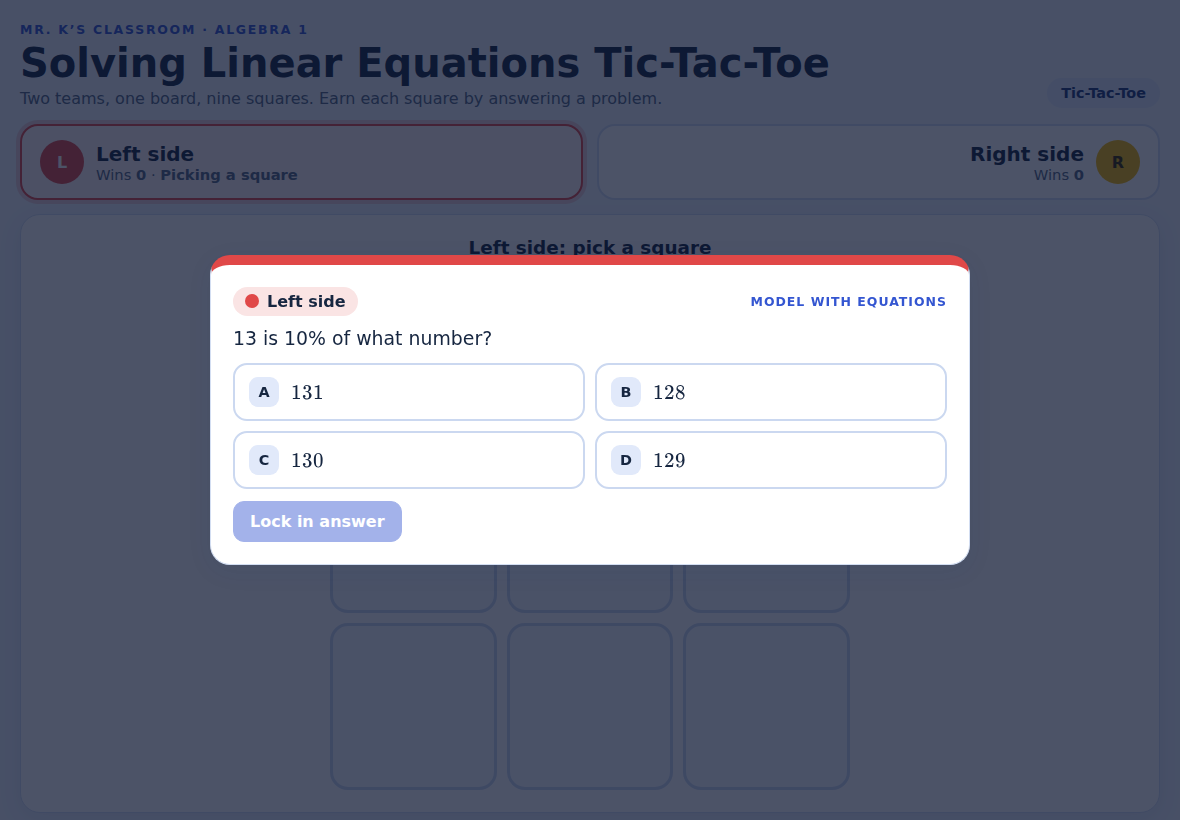 MR. K'S CLASSROOM · ALGEBRA 1
Solving Linear Equations Tic-Tac-Toe
Two teams, one board, nine squares. Earn each square by answering a problem.
Tic-Tac-Toe
L
Left side
Wins 0 · Picking a square
Right side
Wins 0
R
Left side: pick a square
Left side
MODEL WITH EQUATIONS
13 is 10% of what number?
A 131
B 128
C 130
D 129
Lock in answer